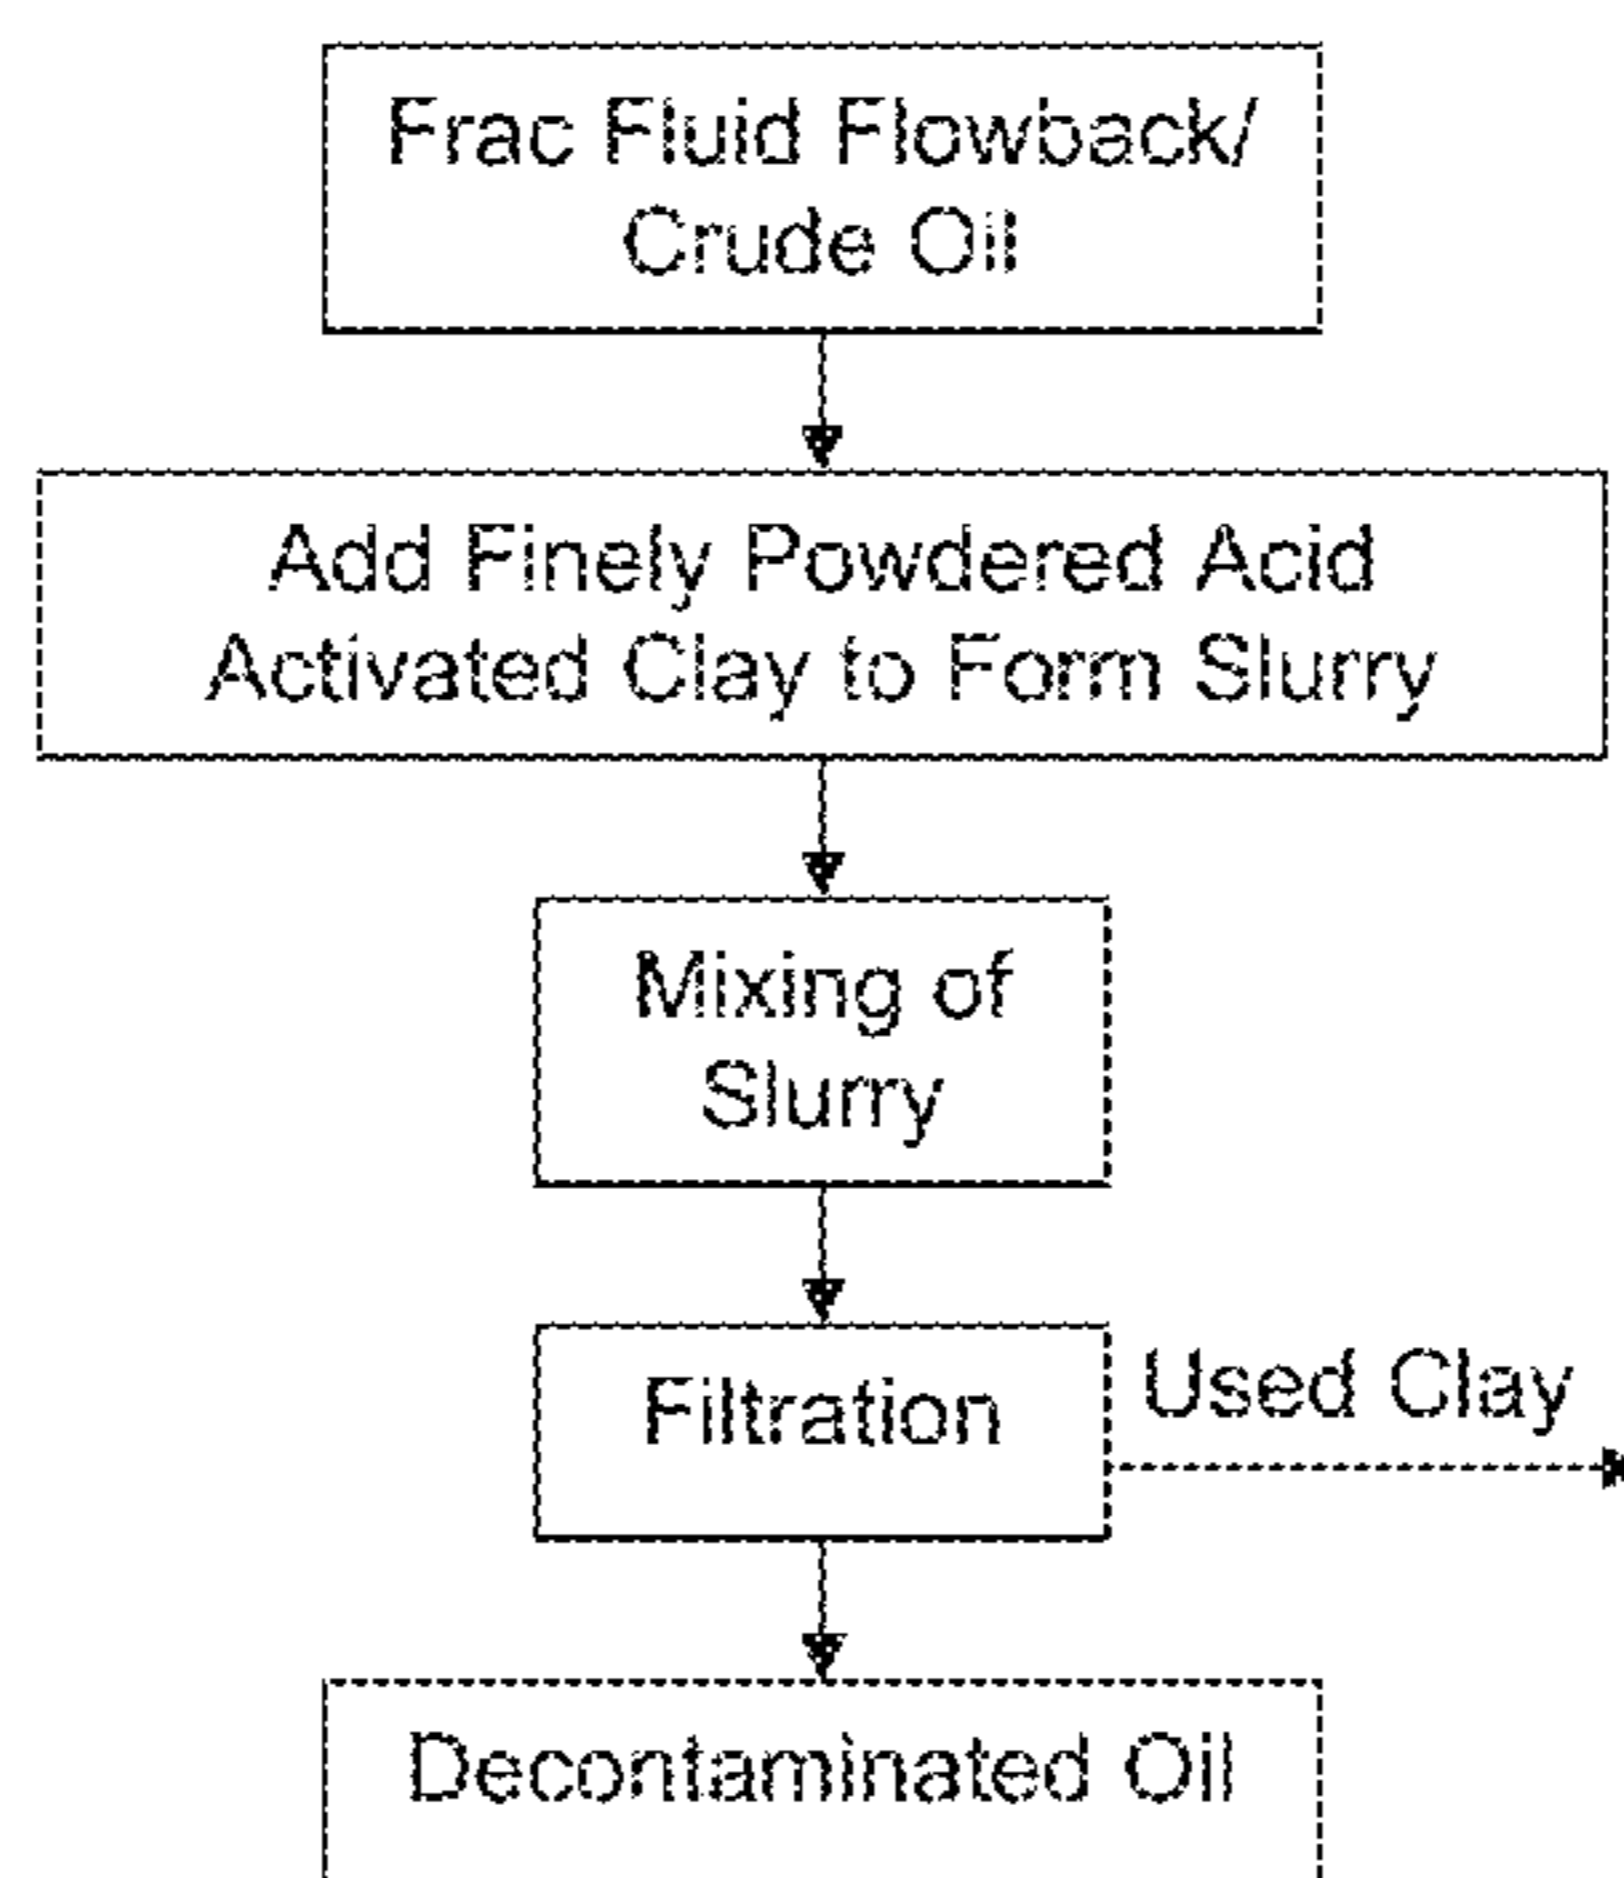 Frac Fluid Flowback/
Crude Oil
Add Finely Powdered Acid
Activated Clay to Form Slurry
Mixing of
Slurry
Filtration
Used Clay
Decontaminated Oil